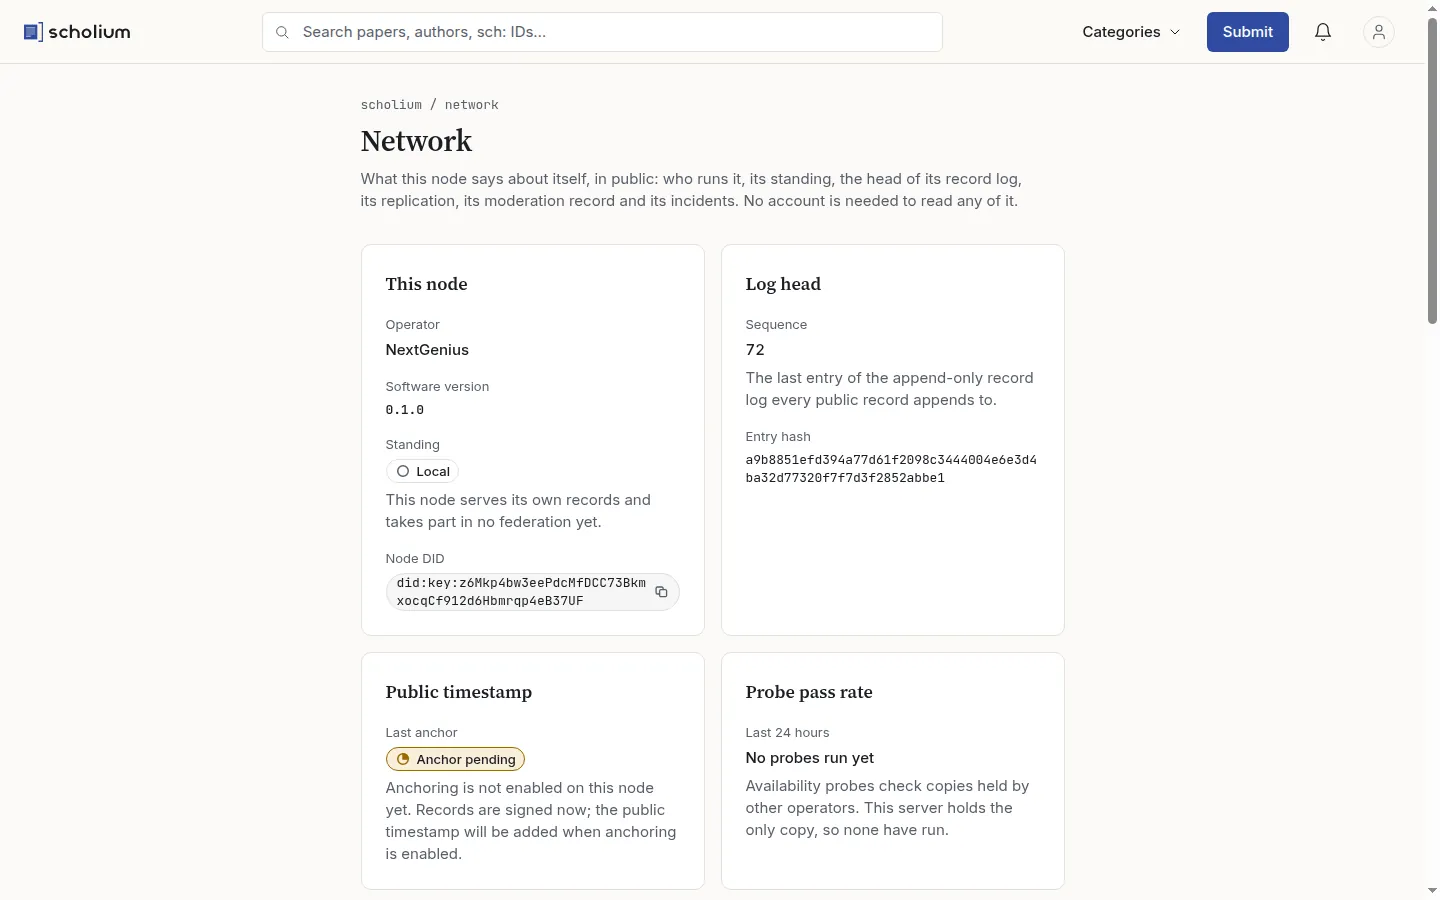 scholium
Search papers, authors, sch: IDs...
Categories
Submit
scholium / network
Network
What this node says about itself, in public: who runs it, its standing, the head of its record log,
its replication, its moderation record and its incidents. No account is needed to read any of it.
This node
Operator
NextGenius
Software version
0.1.0
Standing
Local
This node serves its own records and
takes part in no federation yet.
Node DID
did:key:z6Mkp4bw3eePdcMfDCC73Bkm
xocqCf912d6Hbmrqp4eB37UF
Log head
Sequence
72
The last entry of the append-only record
log every public record appends to.
Entry hash
a9b8851efd394a77d61f2098c3444004e6e3d4
ba32d77320f7f7d3f2852abbe1
Public timestamp
Last anchor
Anchor pending
Anchoring is not enabled on this node
yet. Records are signed now; the public
timestamp will be added when anchoring
is enabled.
Probe pass rate
Last 24 hours
No probes run yet
Availability probes check copies held by
other operators. This server holds the
only copy, so none have run.